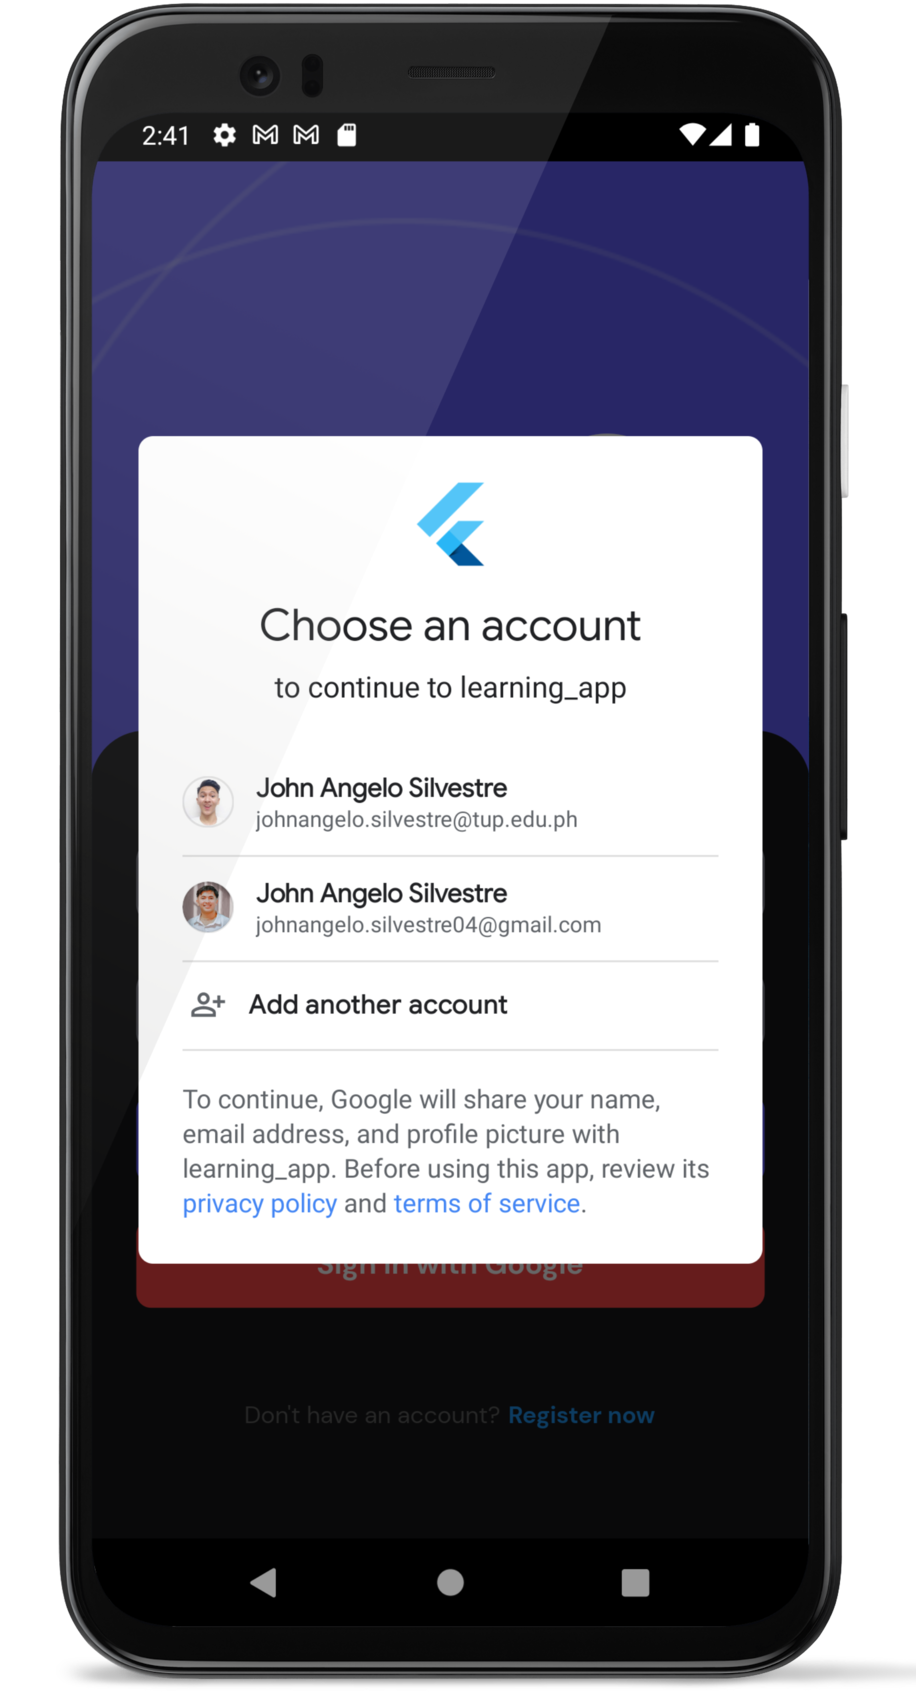 2:41
Choose an account
to continue to learning_app
John Angelo Silvestre
johnangelo.silvestre@tup.edu.ph
John Angelo Silvestre
johnangelo.silvestre04@gmail.com
Add another account
To continue, Google will share your name,
email address, and profile picture with
learning_app. Before using this app, review its
privacy policy and terms of service.
Sign in with Google
Don't have an account? Register now